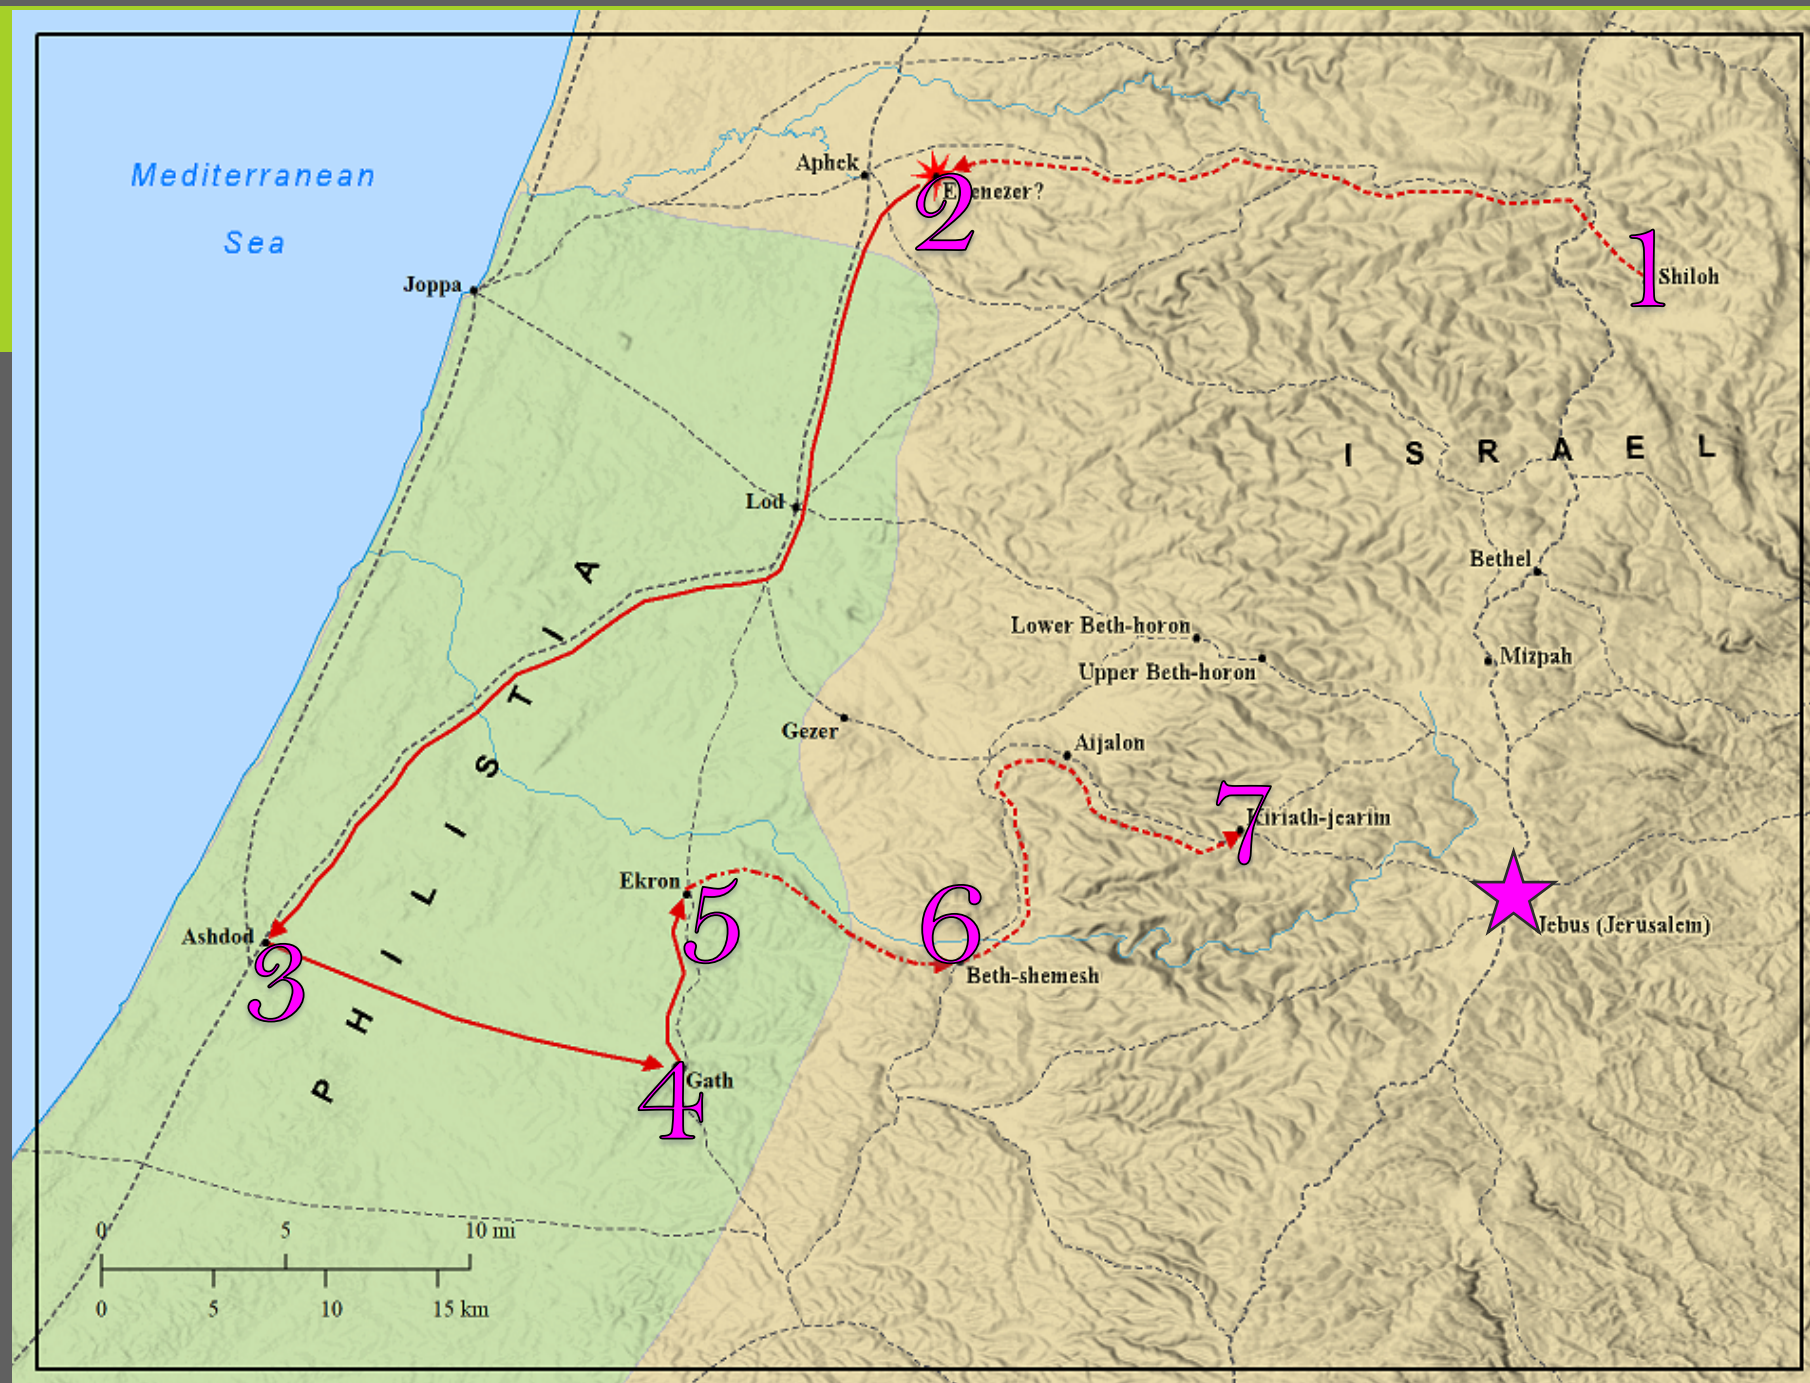 Mediterranean
Sea
Aphek
Ebenezer?
2
1
Shiloh
Joppa
ISRAEL
Lod
Bethel
Lower Beth-horon
Upper Beth-horon
Mizpah
Gezer
Aijalon
7
Kiriath-jearim
Ekron
5
6
Jebus (Jerusalem)
Ashdod
3
Beth-shemesh
PHILISTIA
4
Gath
0 5 10 mi
0 5 10 15 km